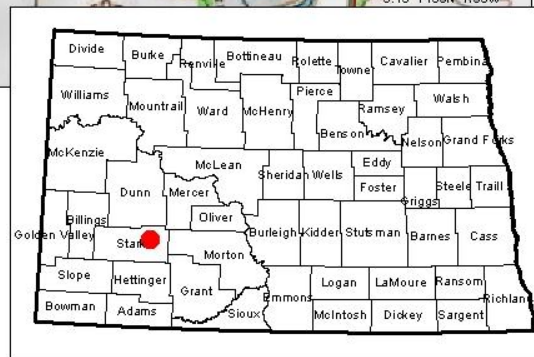 Divide
Burke
Renville
Bottineau
Rolette
Towner
Cavalier
Pembina
Williams
Mountrail
Ward
McHenry
Pierce
Ramsey
Walsh
Benson
Nelson
Grand Forks
McKenzie
McLean
Sheridan
Wells
Eddy
Foster
Griggs
Steele
Traill
Dunn
Mercer
Oliver
Billings
Golden Valley
Star
Morton
Burleigh
Kidder
Stutsman
Barnes
Cass
Slope
Hettinger
Grant
Emmons
Logan
LaMoure
Ransom
Richland
Bowman
Adams
Sioux
McIntosh
Dickey
Sargent